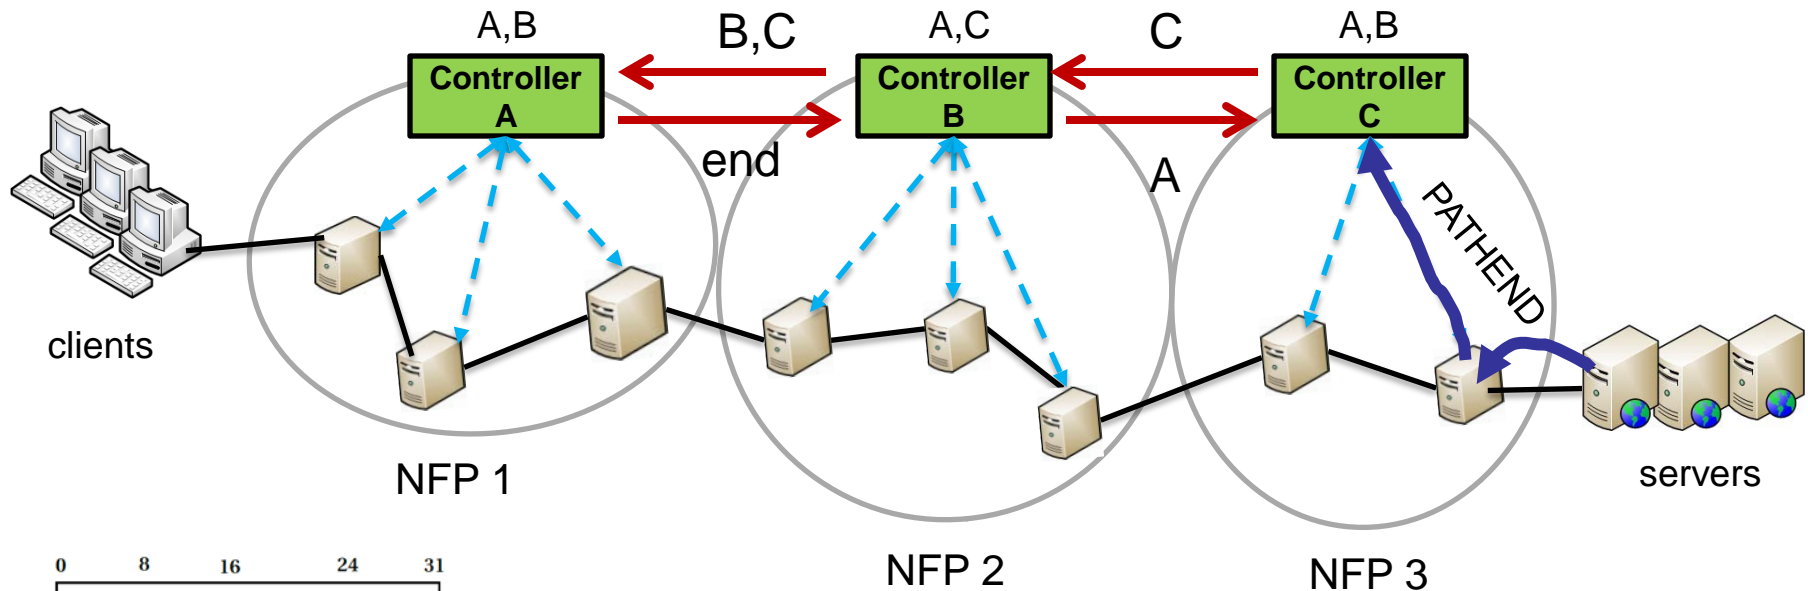 A,B
B,C
A,C
C
A,B
Controller
A
Controller
B
Controller
C
end
A
PATHEND
clients
servers
NFP 1
NFP 2
NFP 3
0 8 16 24 31